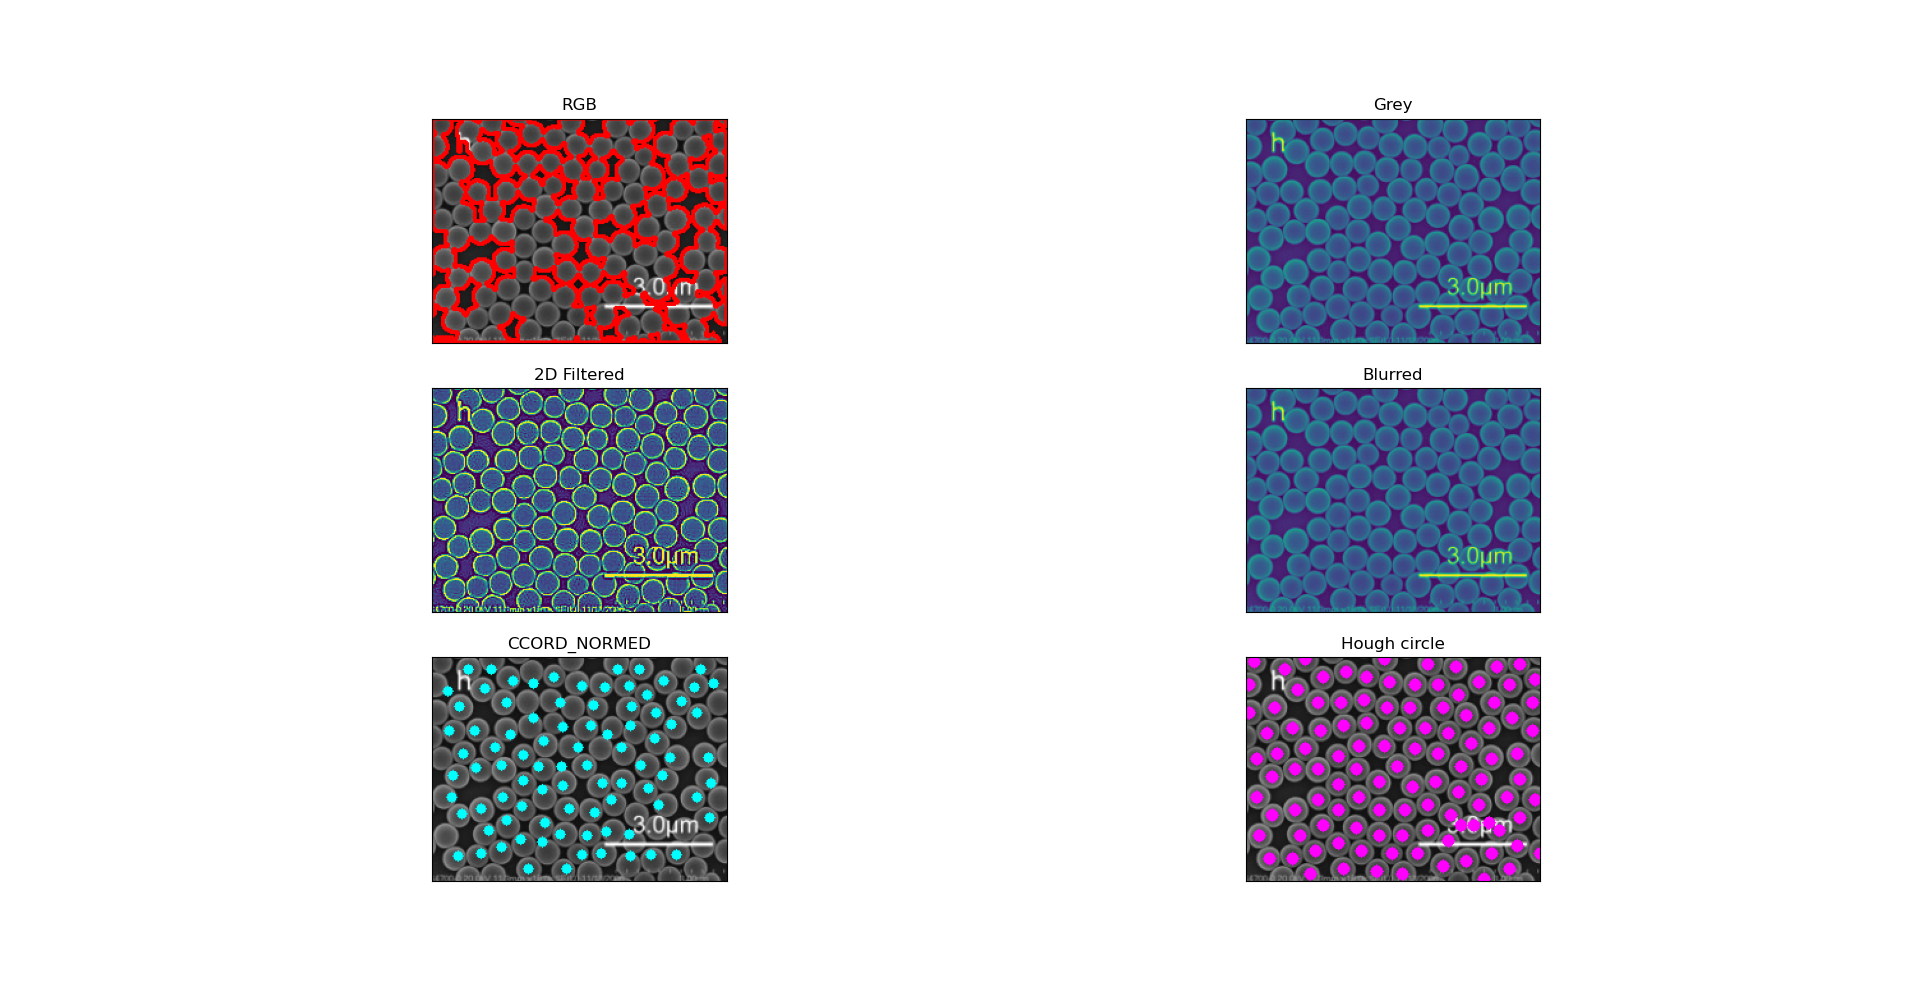 RGB
h
3.0µm
Grey
h
3.0µm
2D Filtered
h
3.0µm
Blurred
h
3.0µm
CCORD_NORMED
h
3.0µm
Hough circle
h